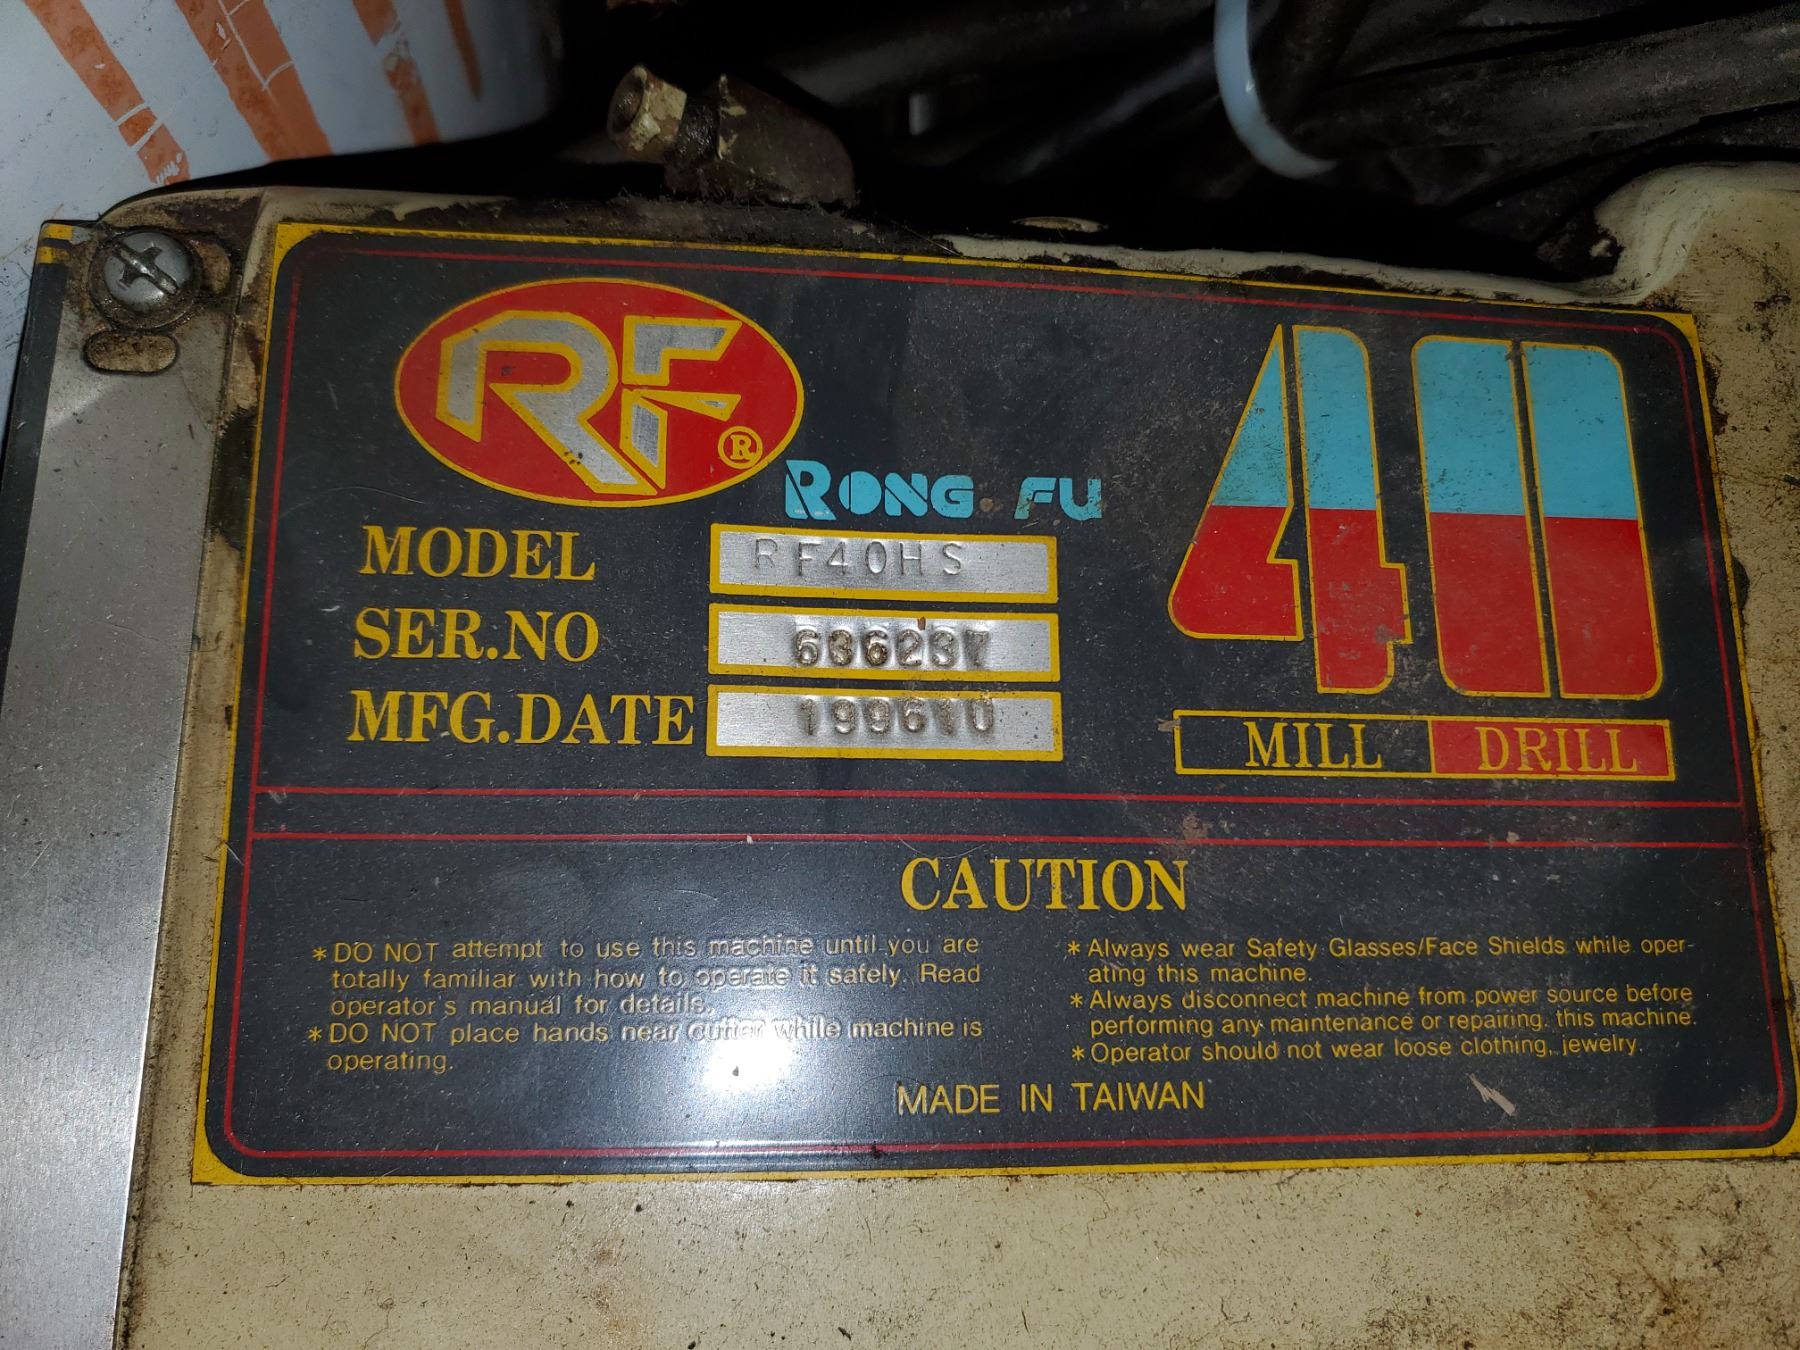 RF ®
RONG FU
40
MODEL RF40HS
SER.NO 636237
MFG.DATE 199610
MILL DRILL
CAUTION
* DO NOT attempt to use this machine until you are
totally familiar with how to operate it safely. Read
operator's manual for details.
* DO NOT place hands near cutter while machine is
operating.
* Always wear Safety Glasses/Face Shields while oper-
ating this machine.
* Always disconnect machine from power source before
performing any maintenance or repairing. this machine.
* Operator should not wear loose clothing, jewelry.
MADE IN TAIWAN